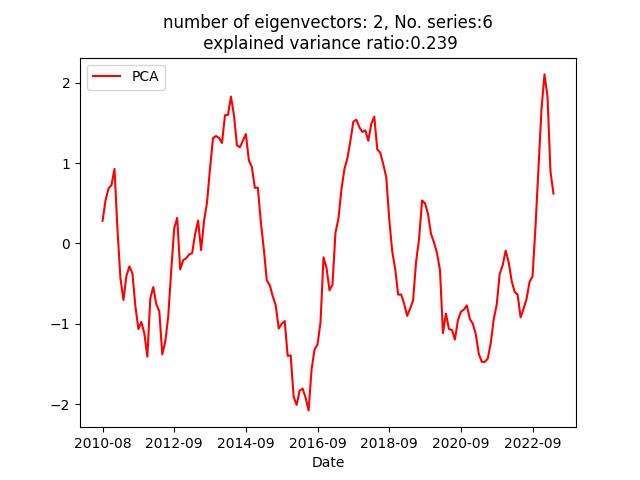 number of eigenvectors: 2, No. series:6
explained variance ratio:0.239
PCA
2
1
0
−1
−2
2010-08 2012-09 2014-09 2016-09 2018-09 2020-09 2022-09
Date